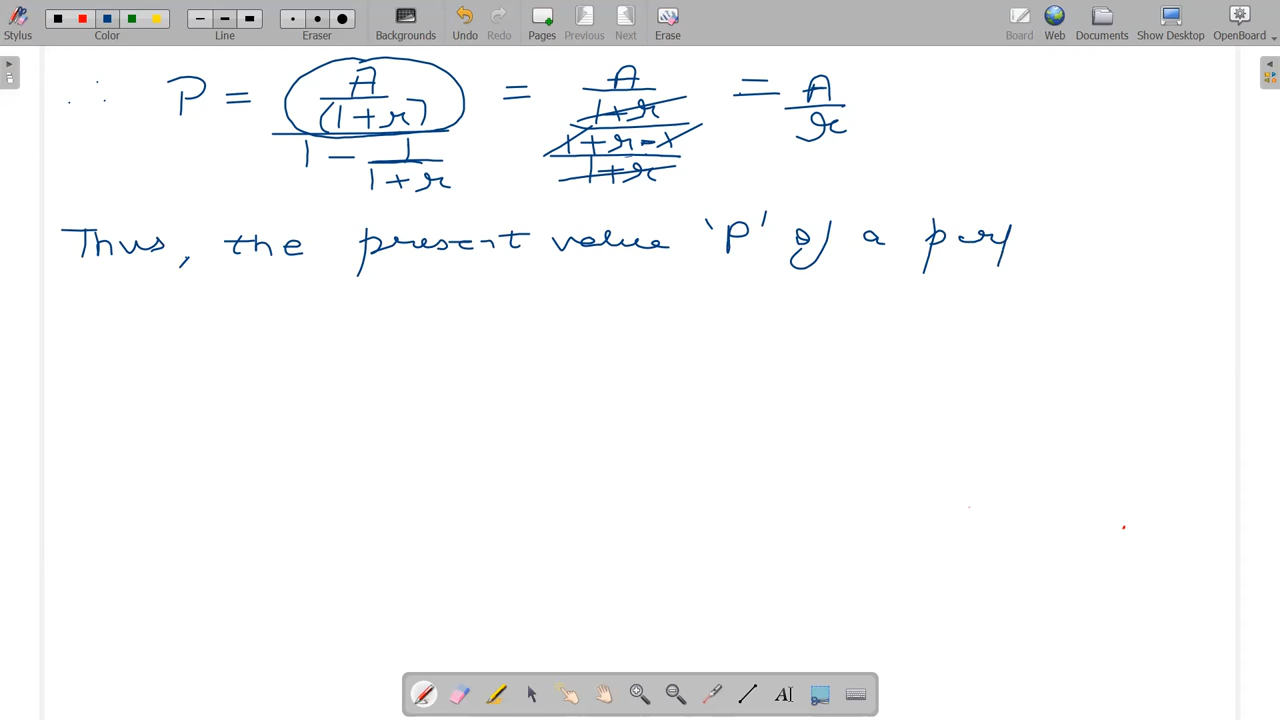 Stylus Color Line Eraser Backgrounds Undo Redo Pages Previous Next Erase Board Web Documents Show Desktop OpenBoard
∴ P = (A/(1+r))/(1 - 1/(1+r)) = (A/(1+r))/((1+r-1)/(1+r)) = A/r
Thus, the present value 'P' of a perp
AI